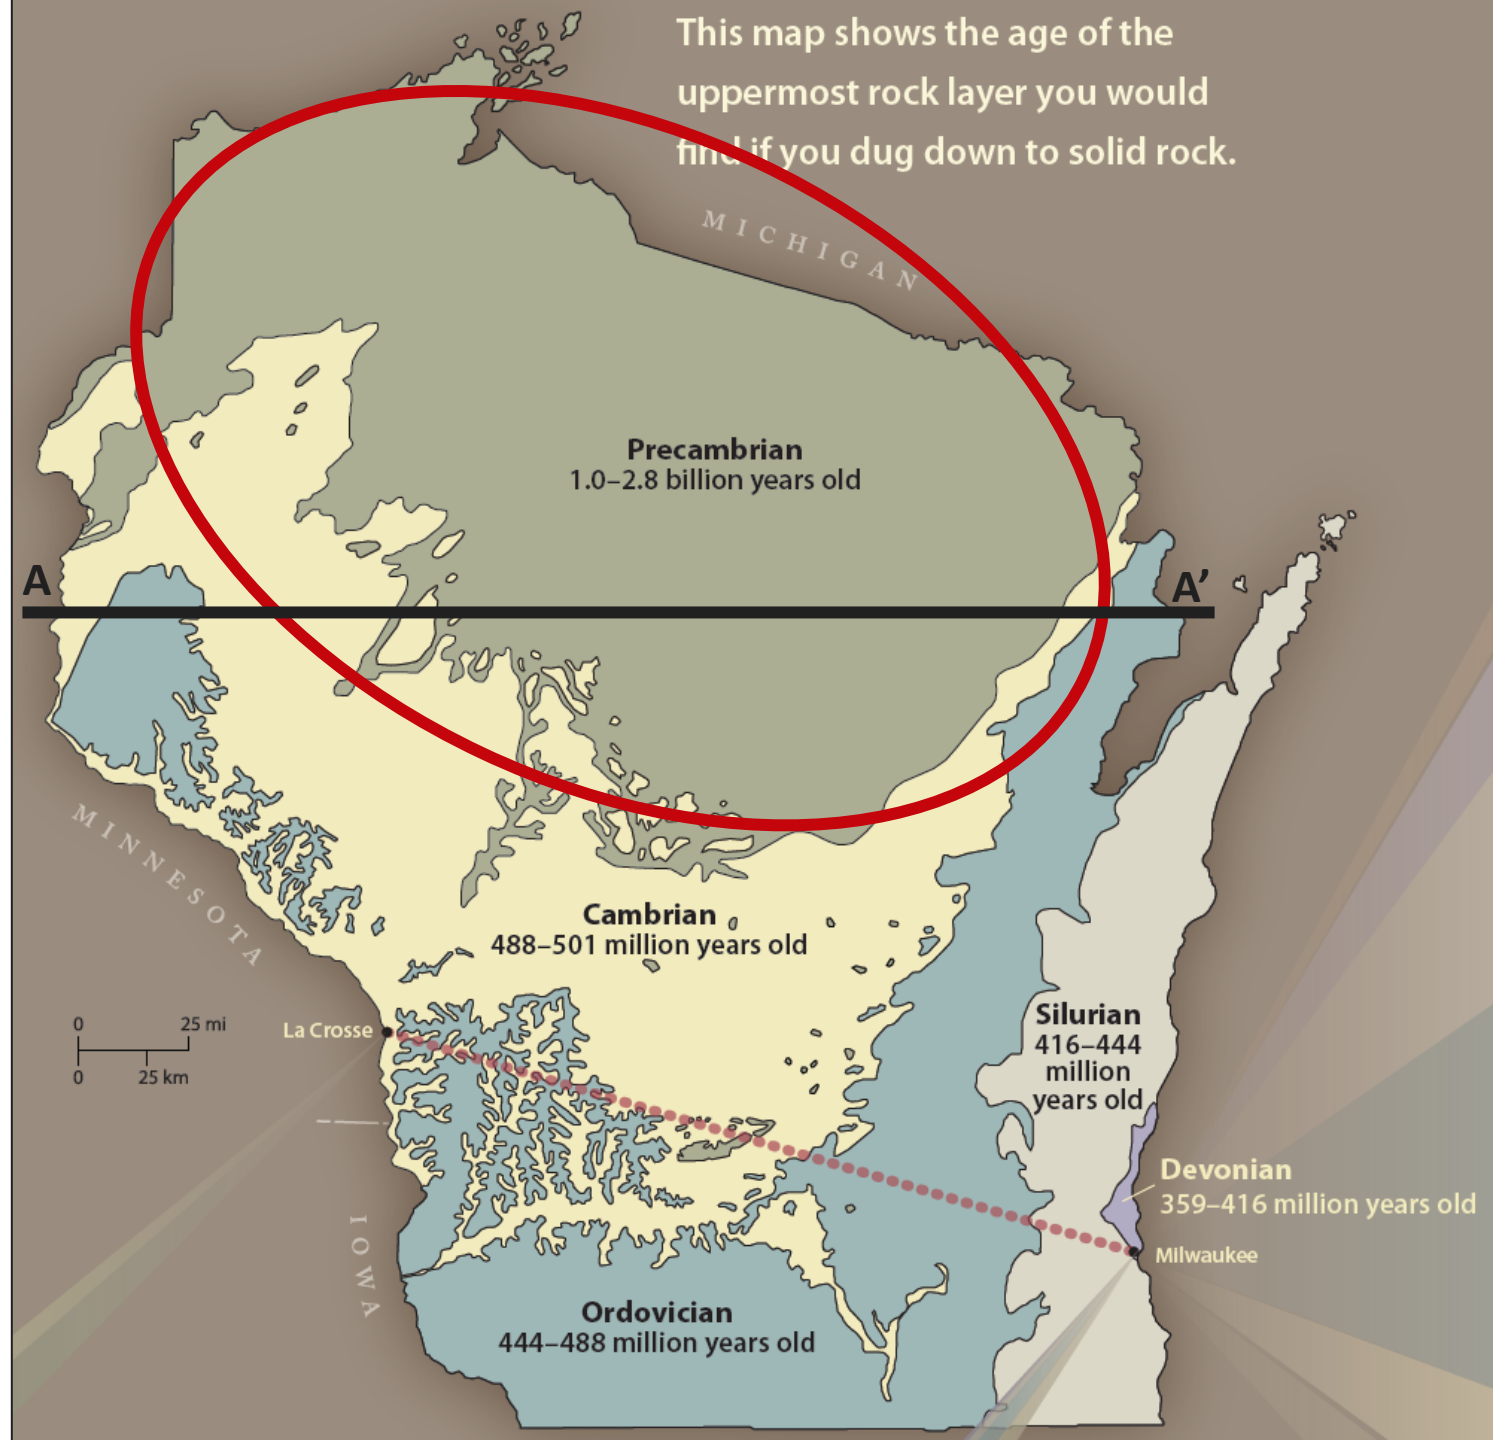 This map shows the age of the
uppermost rock layer you would
find if you dug down to solid rock.
MICHIGAN
Precambrian
1.0–2.8 billion years old
A
A’
MINNESOTA
Cambrian
488–501 million years old
0 25 mi
0 25 km
La Crosse
Silurian
416–444
million
years old
Devonian
359–416 million years old
Milwaukee
IOWA
Ordovician
444–488 million years old